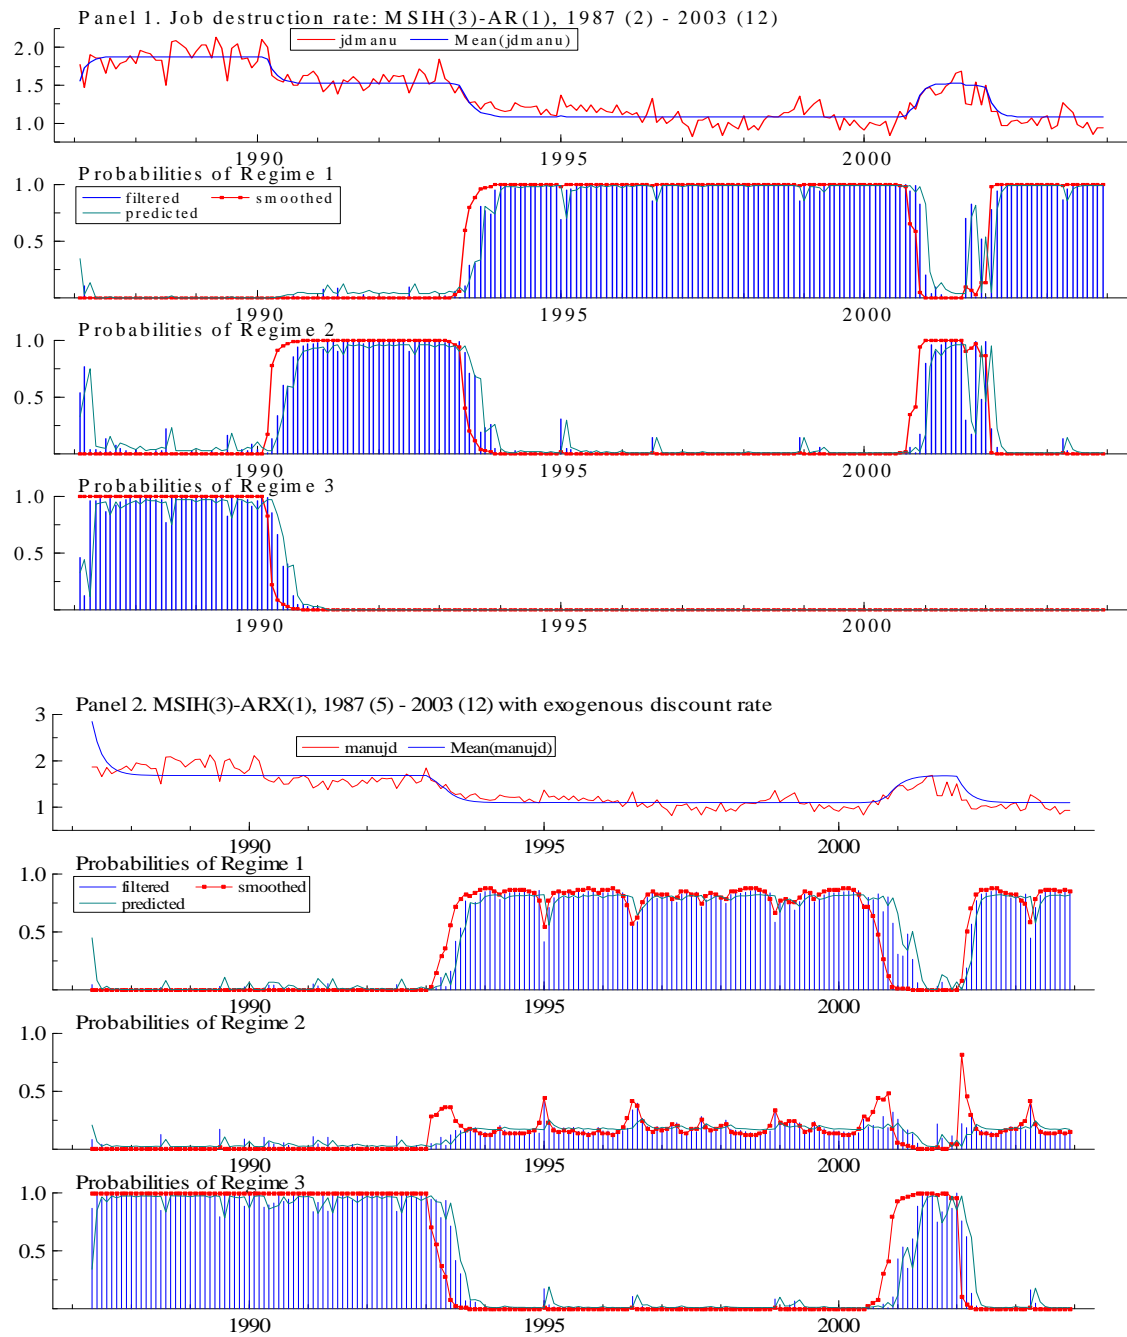 Panel 1. Job destruction rate: MSIH(3)-AR(1), 1987 (2) - 2003 (12)
jdmanu Mean(jdmanu)
2.0
1.5
1.0
1990 1995 2000
Probabilities of Regime 1
1.0
filtered smoothed
predicted
0.5
1990 1995 2000
Probabilities of Regime 2
1.0
0.5
1990 1995 2000
Probabilities of Regime 3
1.0
0.5
1990 1995 2000
Panel 2. MSIH(3)-ARX(1), 1987 (5) - 2003 (12) with exogenous discount rate
3
manujd Mean(manujd)
2
1
1990 1995 2000
Probabilities of Regime 1
1.0
filtered smoothed
predicted
0.5
1990 1995 2000
Probabilities of Regime 2
1.0
0.5
1990 1995 2000
Probabilities of Regime 3
1.0
0.5
1990 1995 2000